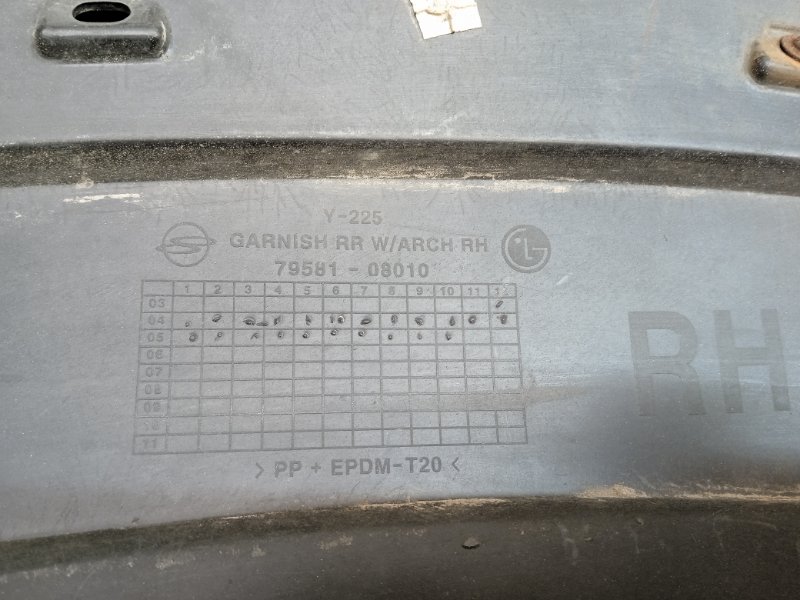 Y-225
GARNISH RR W/ARCH RH
LG
79581 - 08010
1 2 3 4 5 6 7 8 9 10 11 12
03
04
05
06
07
08
09
10
11
RH
> PP + EPDM-T20 <